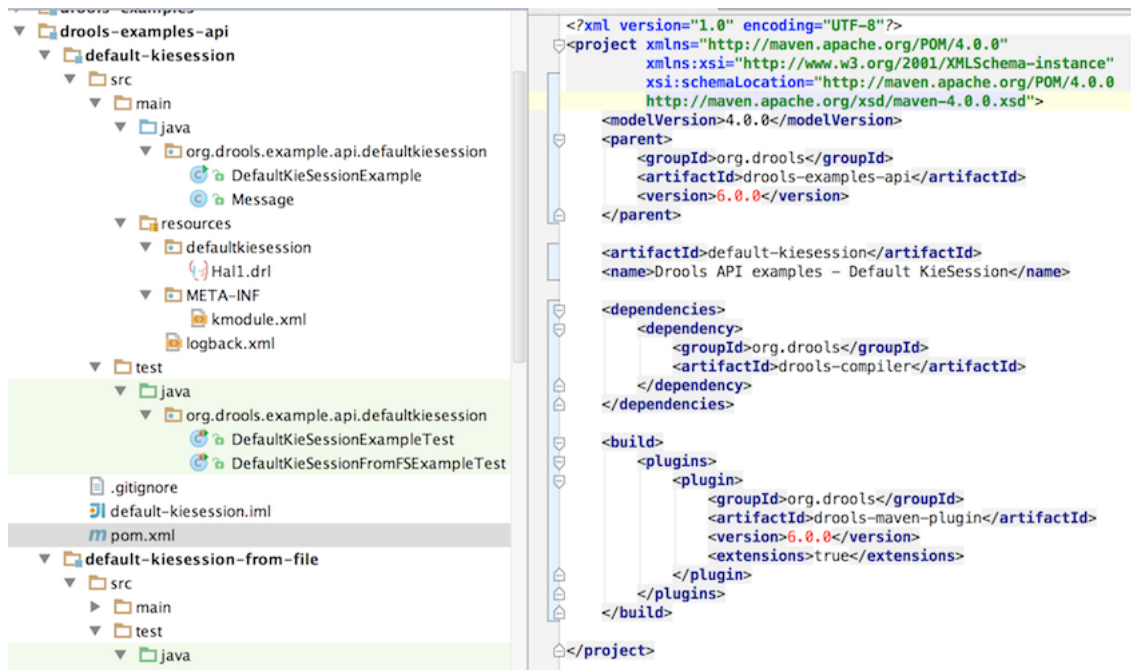 drools-examples-api
default-kiesession
src
main
java
org.drools.example.api.defaultkiesession
DefaultKieSessionExample
Message
resources
defaultkiesession
Hal1.drl
META-INF
kmodule.xml
logback.xml
test
java
org.drools.example.api.defaultkiesession
DefaultKieSessionExampleTest
DefaultKieSessionFromFSExampleTest
.gitignore
default-kiesession.iml
pom.xml
default-kiesession-from-file
src
main
test
java
<?xml version="1.0" encoding="UTF-8"?>
<project xmlns="http://maven.apache.org/POM/4.0.0"
xmlns:xsi="http://www.w3.org/2001/XMLSchema-instance"
xsi:schemaLocation="http://maven.apache.org/POM/4.0.0
http://maven.apache.org/xsd/maven-4.0.0.xsd">
<modelVersion>4.0.0</modelVersion>
<parent>
<groupId>org.drools</groupId>
<artifactId>drools-examples-api</artifactId>
<version>6.0.0</version>
</parent>
<artifactId>default-kiesession</artifactId>
<name>Drools API examples - Default KieSession</name>
<dependencies>
<dependency>
<groupId>org.drools</groupId>
<artifactId>drools-compiler</artifactId>
</dependency>
</dependencies>
<build>
<plugins>
<plugin>
<groupId>org.drools</groupId>
<artifactId>drools-maven-plugin</artifactId>
<version>6.0.0</version>
<extensions>true</extensions>
</plugin>
</plugins>
</build>
</project>